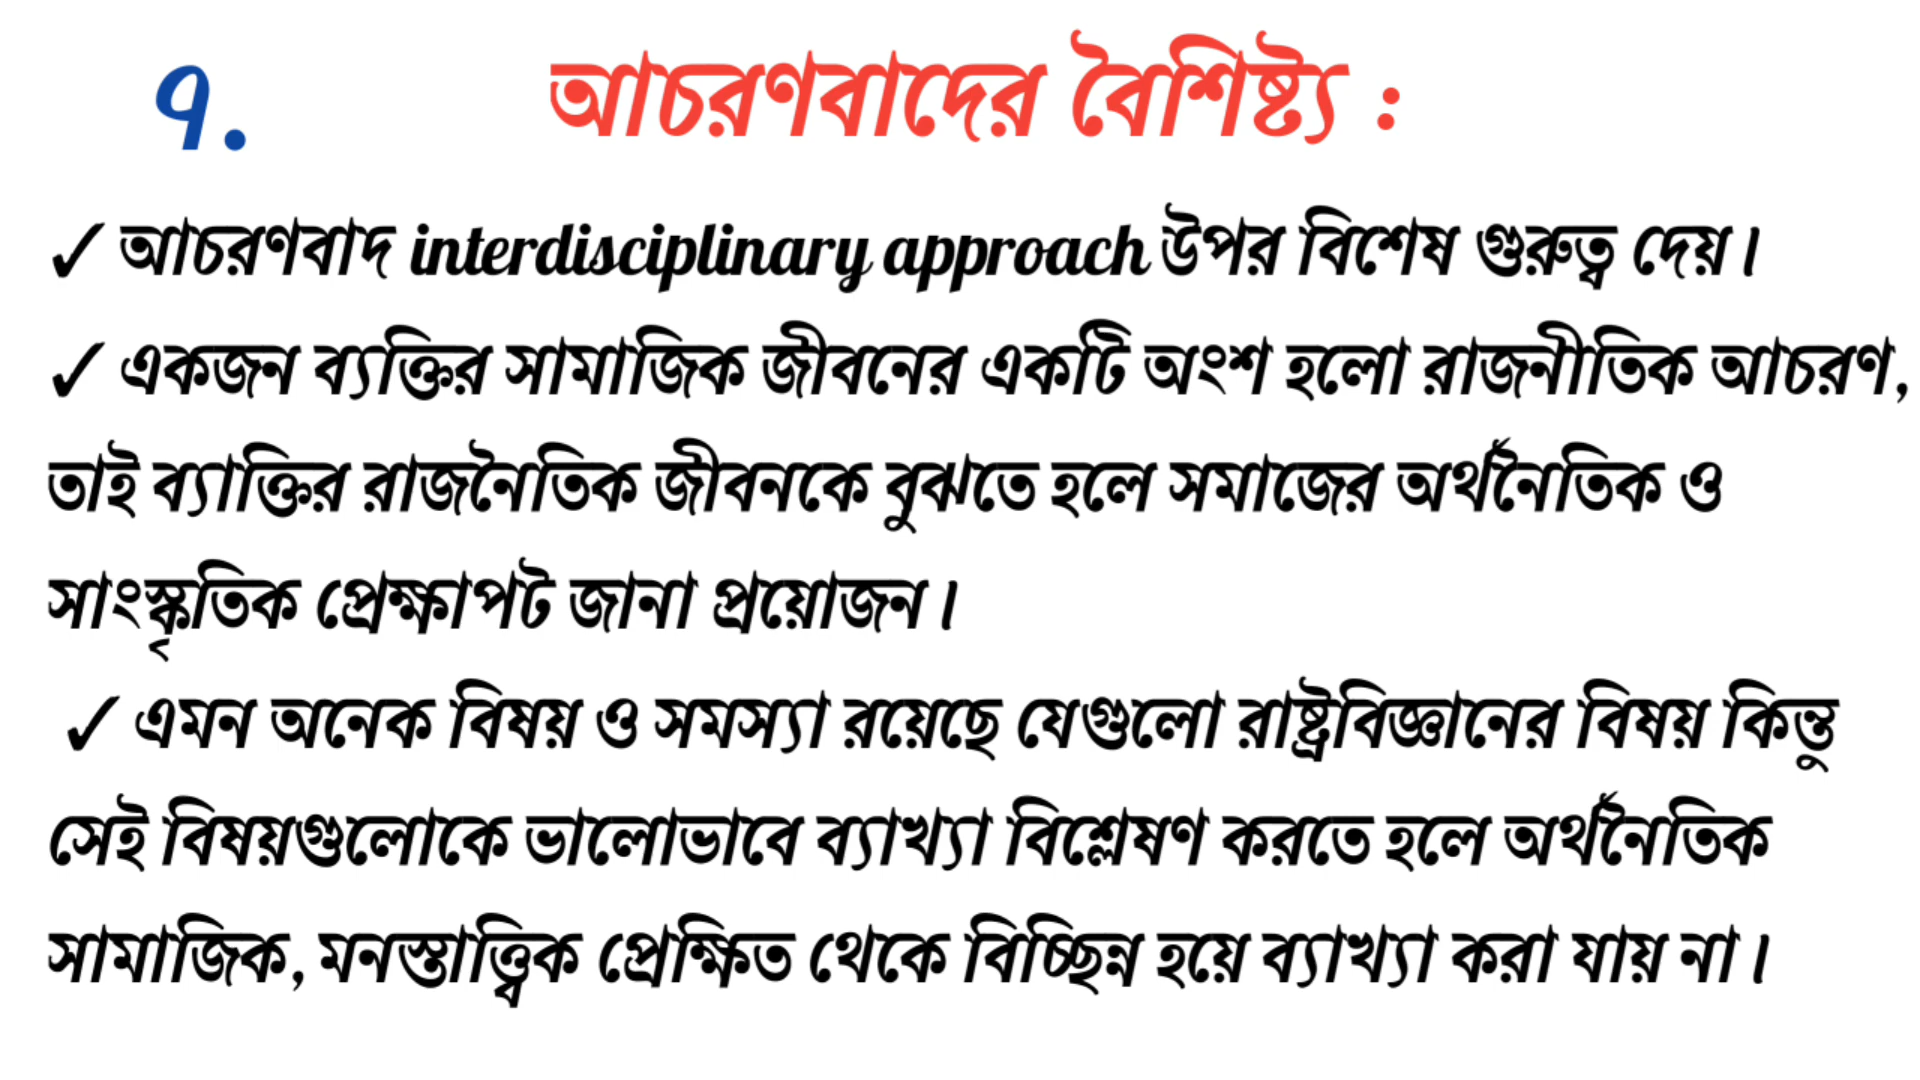 ৭. আচরণবাদের বৈশিষ্ট্য :
✓ আচরণবাদ interdisciplinary approach উপর বিশেষ গুরুত্ব দেয়।
✓ একজন ব্যক্তির সামাজিক জীবনের একটি অংশ হলো রাজনীতিক আচরণ,
তাই ব্যাক্তির রাজনৈতিক জীবনকে বুঝতে হলে সমাজের অর্থনৈতিক ও
সাংস্কৃতিক প্রেক্ষাপট জানা প্রয়োজন।
✓ এমন অনেক বিষয় ও সমস্যা রয়েছে যেগুলো রাষ্ট্রবিজ্ঞানের বিষয় কিন্তু
সেই বিষয়গুলোকে ভালোভাবে ব্যাখ্যা বিশ্লেষণ করতে হলে অর্থনৈতিক
সামাজিক, মনস্তাত্ত্বিক প্রেক্ষিত থেকে বিচ্ছিন্ন হয়ে ব্যাখ্যা করা যায় না।